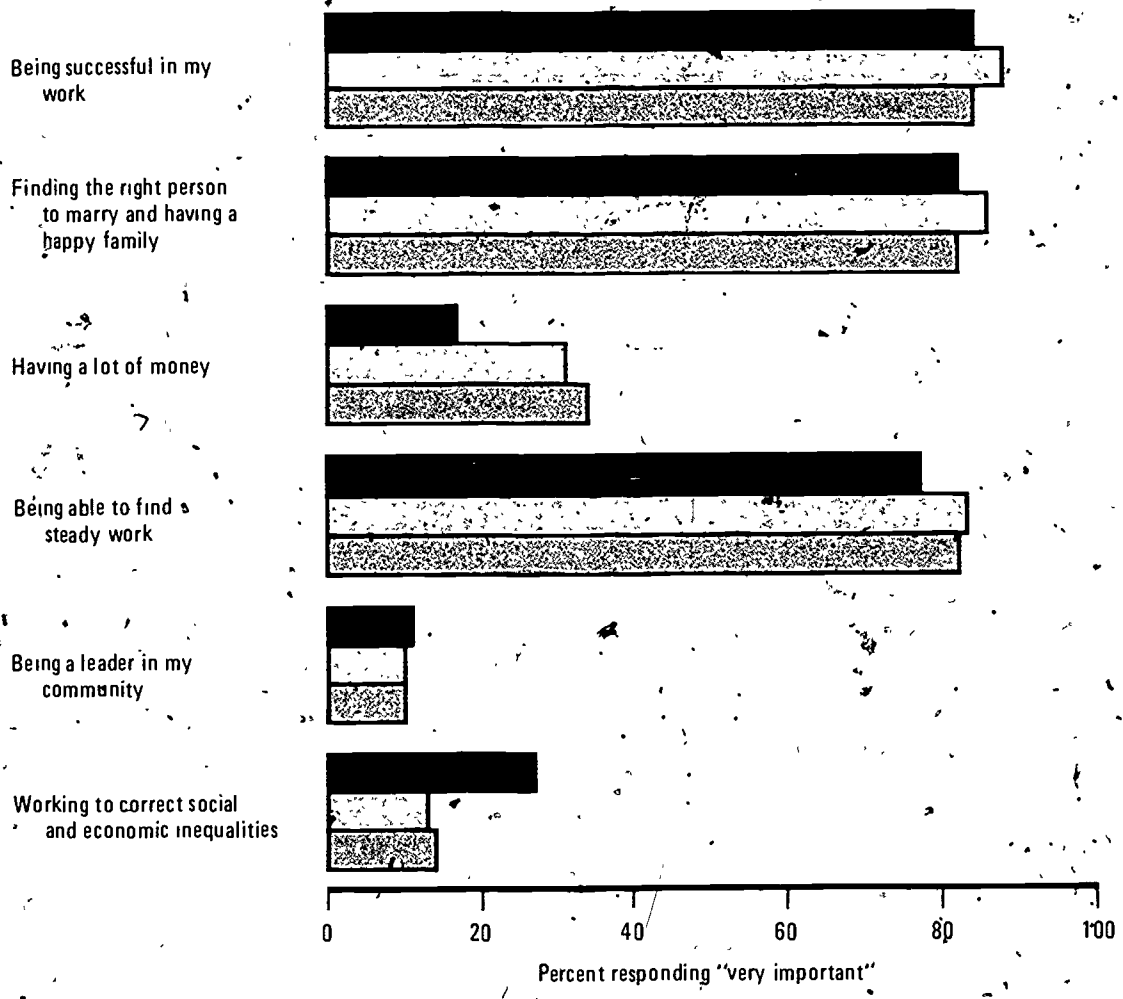 Being successful in my
work
Finding the right person
to marry and having a
happy family
Having a lot of money
Being able to find
steady work
Being a leader in my
community
Working to correct social
and economic inequalities
0 20 40 60 80 100
Percent responding "very important"